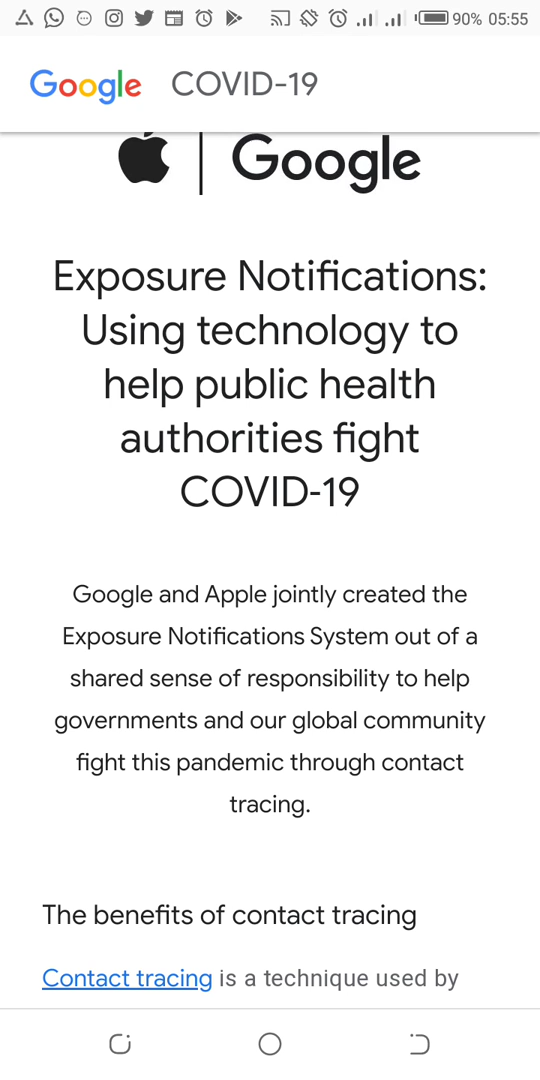 90% 05:55
Google COVID-19
Google
Exposure Notifications:
Using technology to
help public health
authorities fight
COVID-19
Google and Apple jointly created the
Exposure Notifications System out of a
shared sense of responsibility to help
governments and our global community
fight this pandemic through contact
tracing.
The benefits of contact tracing
Contact tracing is a technique used by